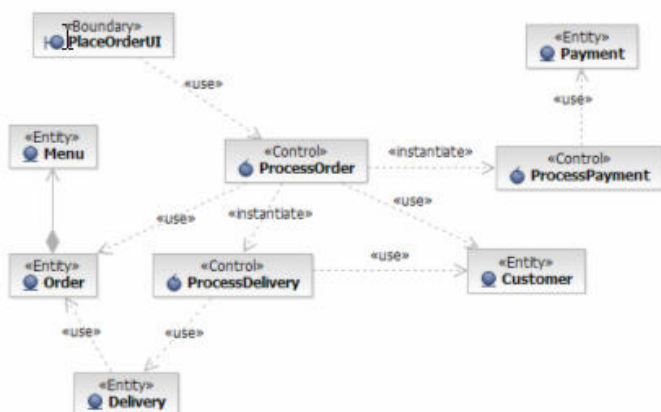 «Boundary»
PlaceOrderUI
«Entity»
Payment
«use»
«use»
«Entity»
Menu
«Control»
ProcessOrder
«instantiate»
«Control»
ProcessPayment
«use»
«instantiate»
«use»
«Entity»
Order
«Control»
ProcessDelivery
«use»
«Entity»
Customer
«use»
«use»
«Entity»
Delivery